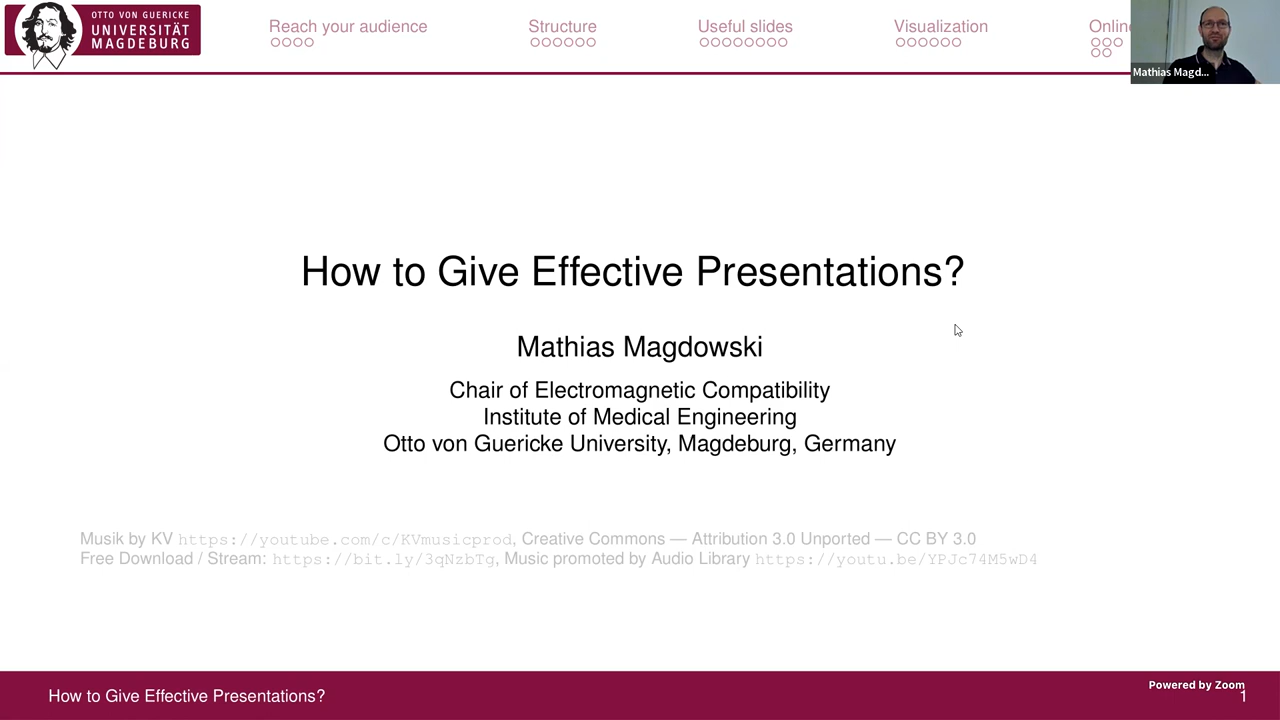 OTTO VON GUERICKE
UNIVERSITÄT
MAGDEBURG
Reach your audience
Structure
Useful slides
Visualization
Mathias Magd...
How to Give Effective Presentations?
Mathias Magdowski
Chair of Electromagnetic Compatibility
Institute of Medical Engineering
Otto von Guericke University, Magdeburg, Germany
Musik by KV https://youtube.com/c/KVmusicprod, Creative Commons — Attribution 3.0 Unported — CC BY 3.0
Free Download / Stream: https://bit.ly/3qNzbTg, Music promoted by Audio Library https://youtu.be/YPJc74M5wD4
How to Give Effective Presentations?
Powered by Zoom
1